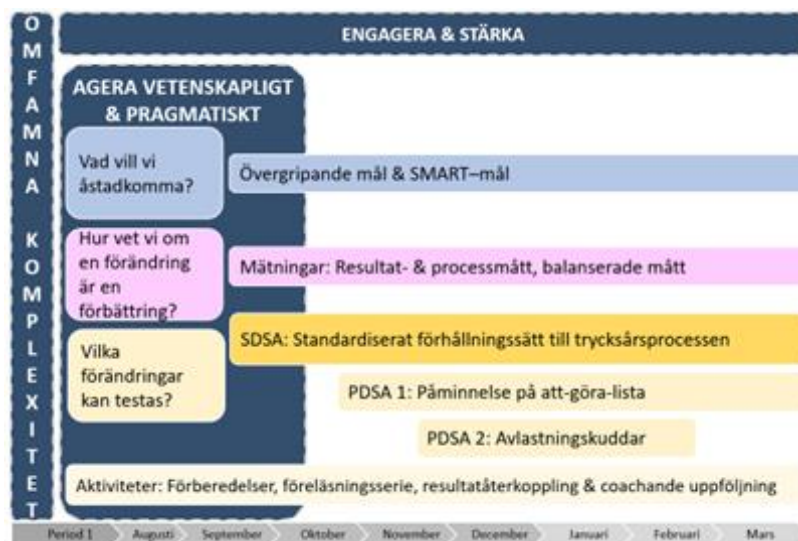 OMFAMNA KOMPLEXITET
ENGAGERA & STÄRKA
AGERA VETENSKAPLIGT
& PRAGMATISKT
Vad vill vi
åstadkomma?
Övergripande mål & SMART–mål
Hur vet vi om
en förändring
är en
förbättring?
Mätningar: Resultat- & processmått, balanserade mått
SDSA: Standardiserat förhållningssätt till trycksårsprocessen
Vilka
förändringar
kan testas?
PDSA 1: Påminnelse på att-göra-lista
PDSA 2: Avlastningskuddar
Aktiviteter: Förberedelser, föreläsningsserie, resultatåterkoppling & coachande uppföljning
Period 1 Augusti September Oktober November December Januari Februari Mars